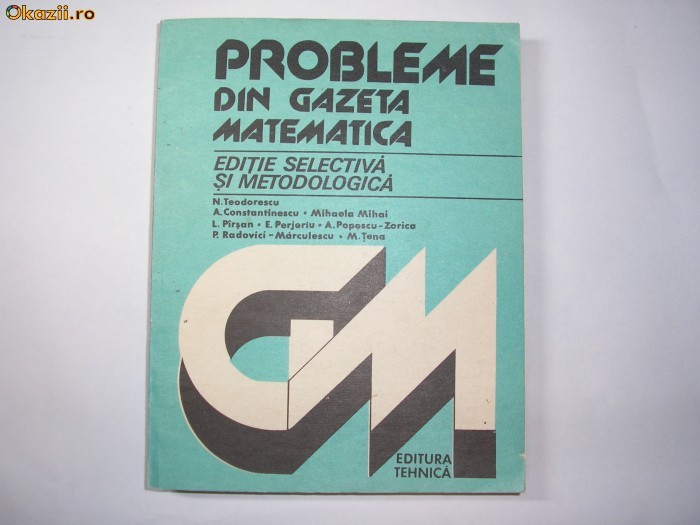 Okazii.ro
PROBLEME
DIN GAZETA
MATEMATICA
EDIȚIE SELECTIVĂ
ȘI METODOLOGICĂ
N. Teodorescu
A. Constantinescu • Mihaela Mihai
L. Pîrșan • E. Perjeriu • A. Popescu-Zorica
P. Radovici-Mărculescu • M. Țena
GM
EDITURA
TEHNICĂ